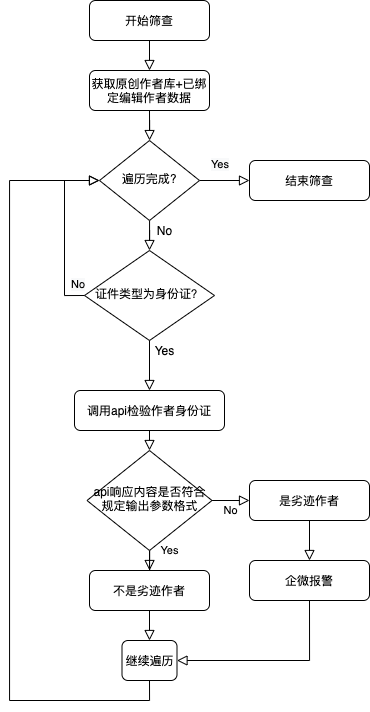 开始筛查
获取原创作者库+已绑
定编辑作者数据
遍历完成?
Yes
结束筛查
No
证件类型为身份证?
No
Yes
调用api检验作者身份证
api响应内容是否符合
规定输出参数格式
No
是劣迹作者
Yes
不是劣迹作者
企微报警
继续遍历